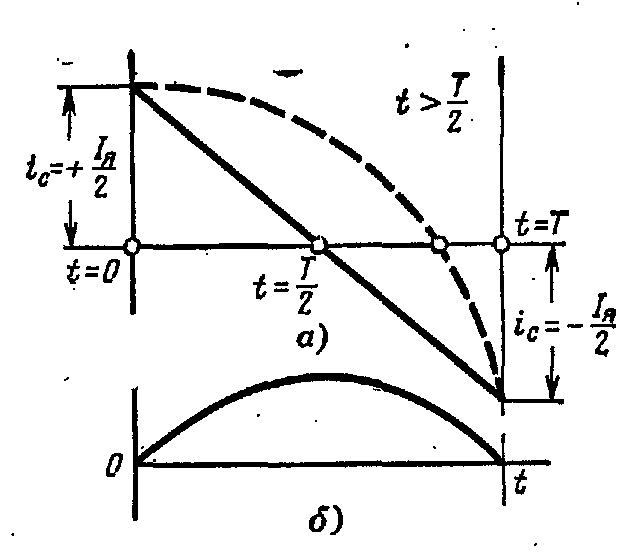 t > T/2
i_c = + I_я/2
t = T
t = 0
t = T/2
i_c = - I_я/2
а)
0
t
б)